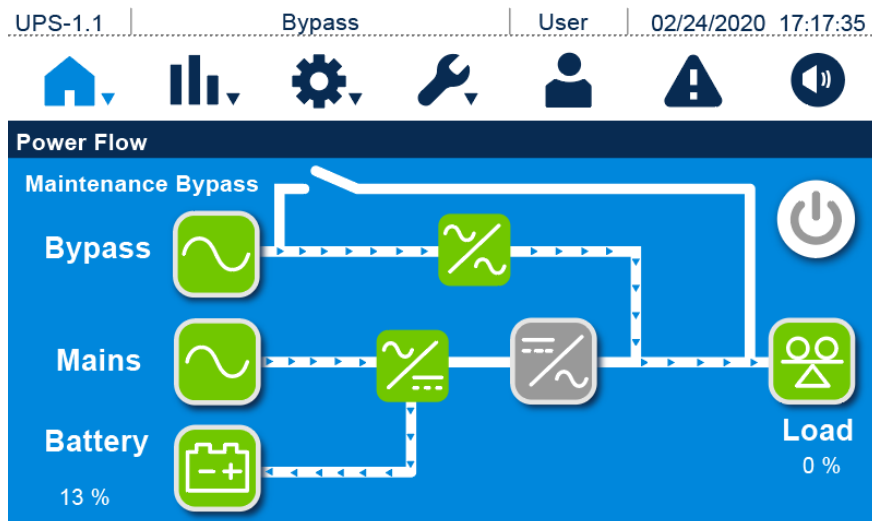 UPS-1.1 Bypass User 02/24/2020 17:17:35
Power Flow
Maintenance Bypass
Bypass
Mains
Battery
13 %
Load
0 %